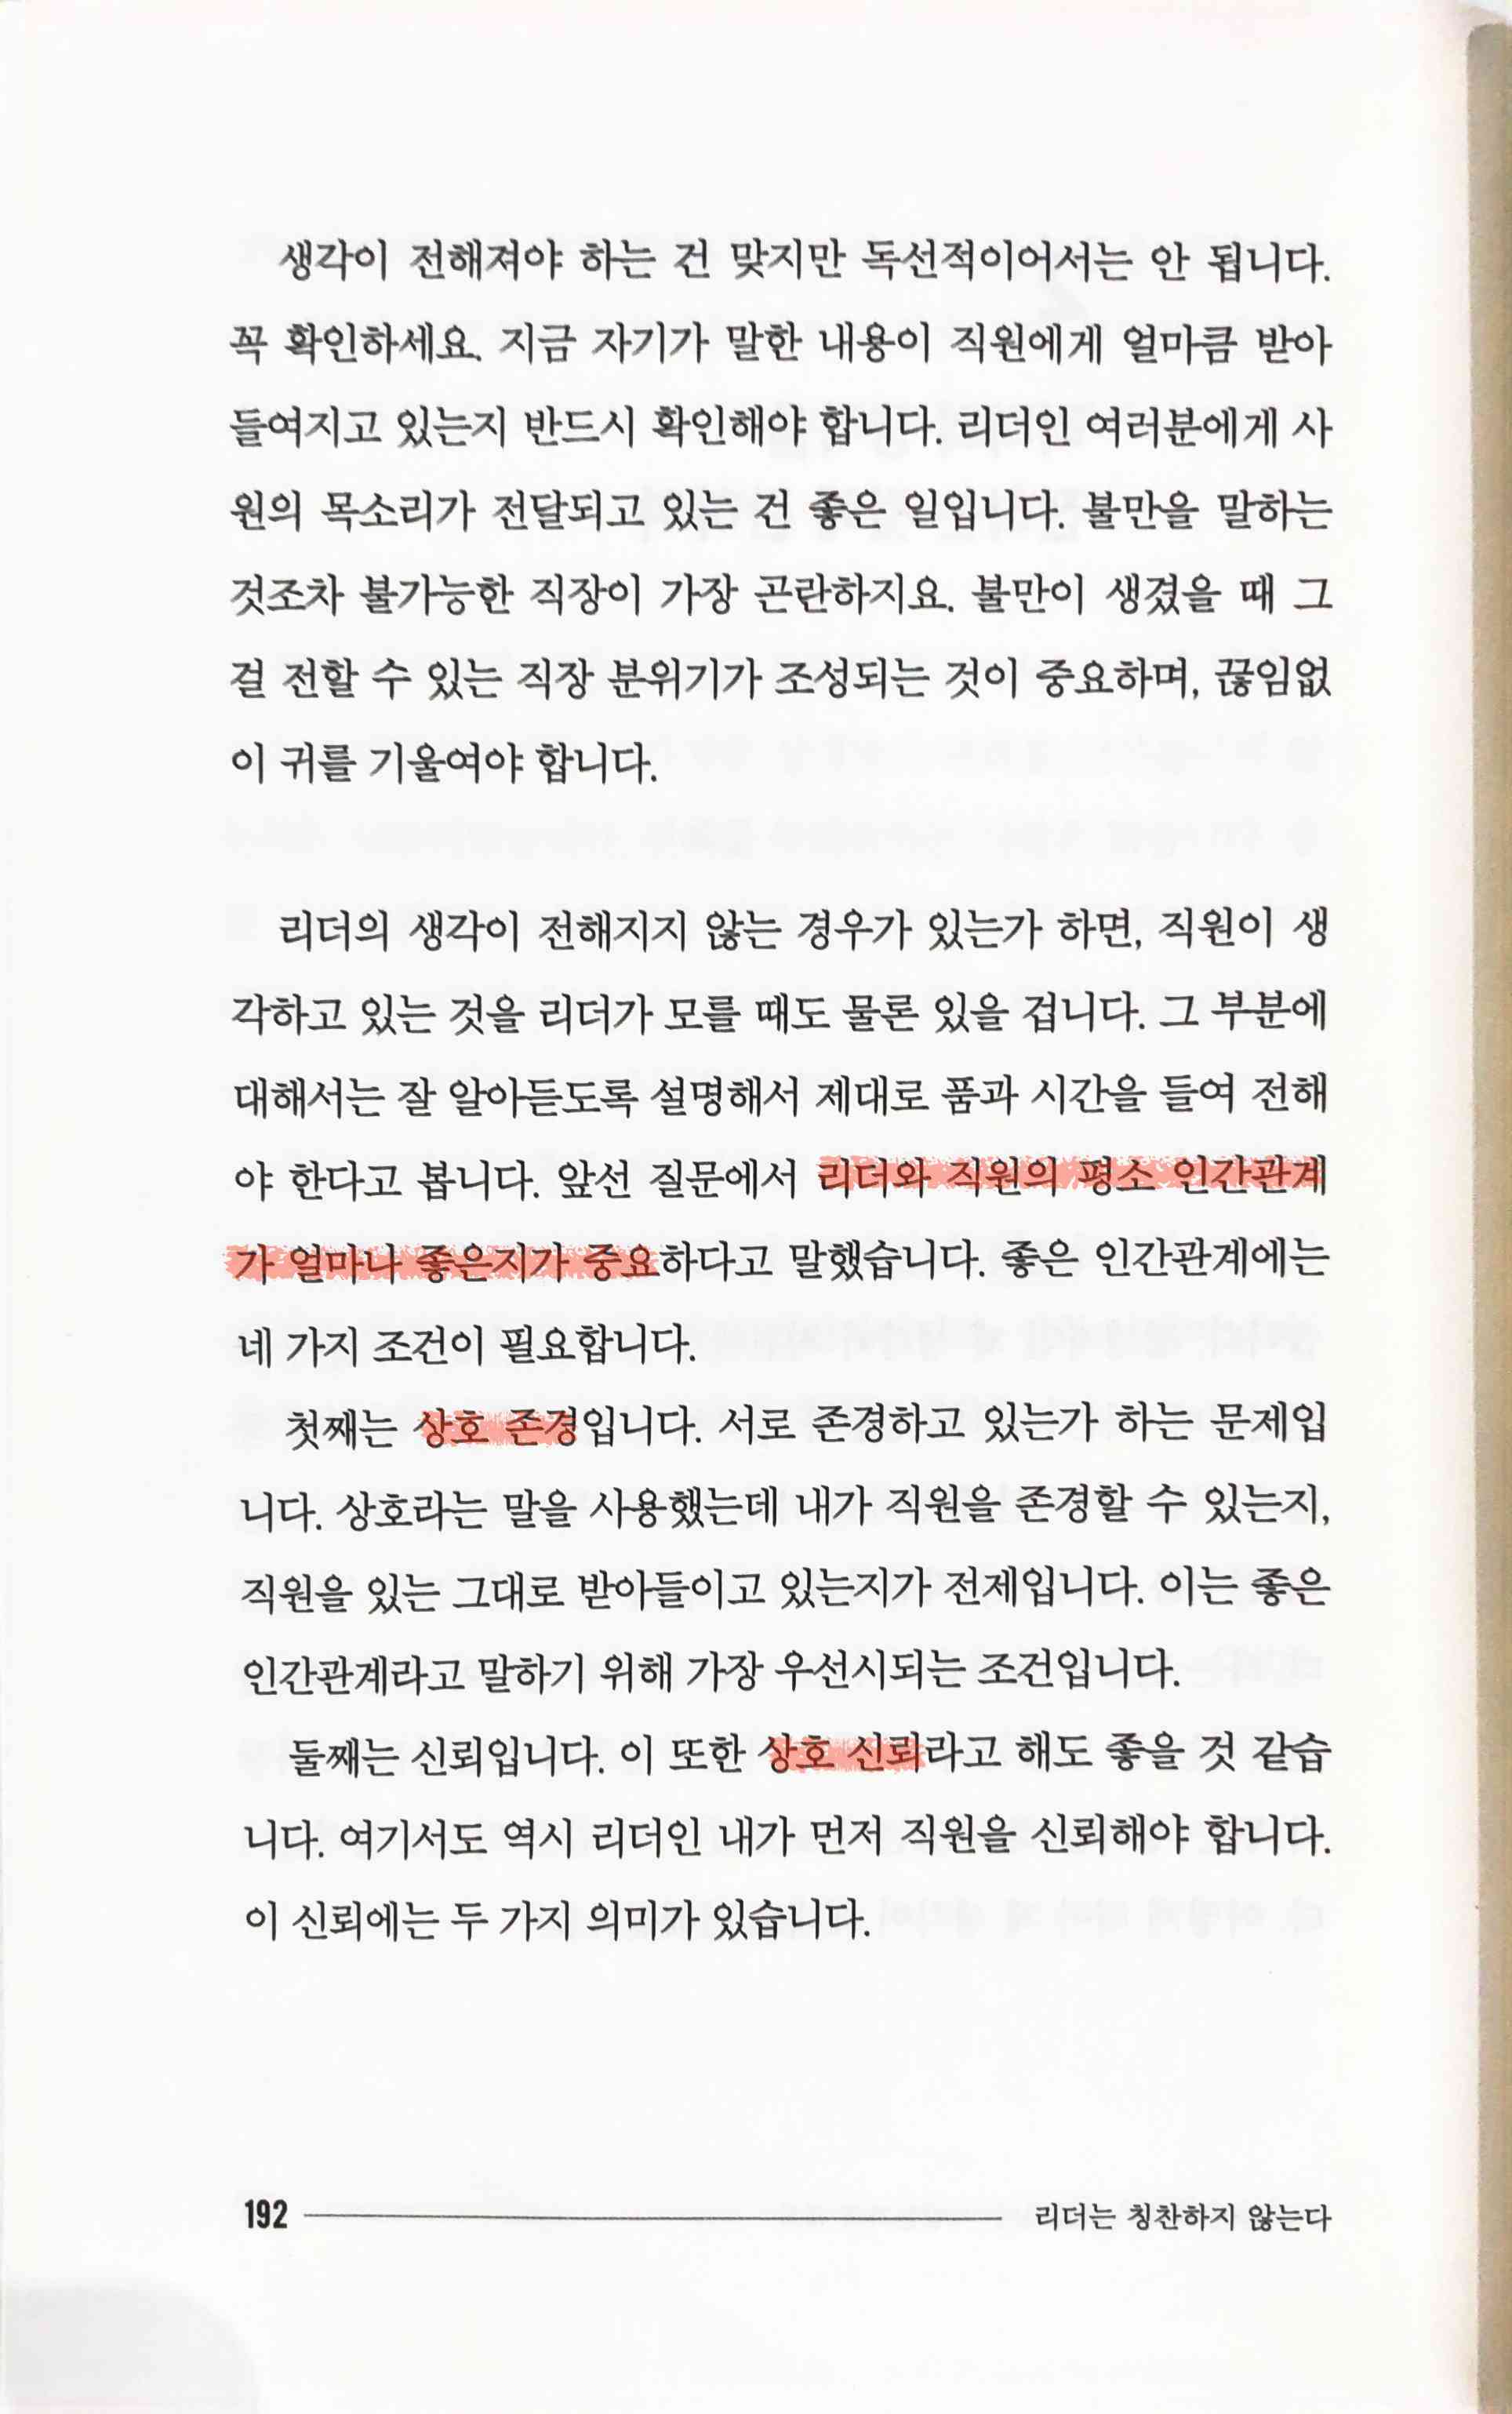 생각이 전해져야 하는 건 맞지만 독선적이어서는 안 됩니다.
꼭 확인하세요. 지금 자기가 말한 내용이 직원에게 얼마큼 받아
들여지고 있는지 반드시 확인해야 합니다. 리더인 여러분에게 사
원의 목소리가 전달되고 있는 건 좋은 일입니다. 불만을 말하는
것조차 불가능한 직장이 가장 곤란하지요. 불만이 생겼을 때 그
걸 전할 수 있는 직장 분위기가 조성되는 것이 중요하며, 끊임없
이 귀를 기울여야 합니다.
리더의 생각이 전해지지 않는 경우가 있는가 하면, 직원이 생
각하고 있는 것을 리더가 모를 때도 물론 있을 겁니다. 그 부분에
대해서는 잘 알아듣도록 설명해서 제대로 품과 시간을 들여 전해
야 한다고 봅니다. 앞선 질문에서 리더와 직원의 평소 인간관계
가 얼마나 좋은지가 중요하다고 말했습니다. 좋은 인간관계에는
네 가지 조건이 필요합니다.
첫째는 상호 존경입니다. 서로 존경하고 있는가 하는 문제입
니다. 상호라는 말을 사용했는데 내가 직원을 존경할 수 있는지,
직원을 있는 그대로 받아들이고 있는지가 전제입니다. 이는 좋은
인간관계라고 말하기 위해 가장 우선시되는 조건입니다.
둘째는 신뢰입니다. 이 또한 상호 신뢰라고 해도 좋을 것 같습
니다. 여기서도 역시 리더인 내가 먼저 직원을 신뢰해야 합니다.
이 신뢰에는 두 가지 의미가 있습니다.
192 리더는 칭찬하지 않는다